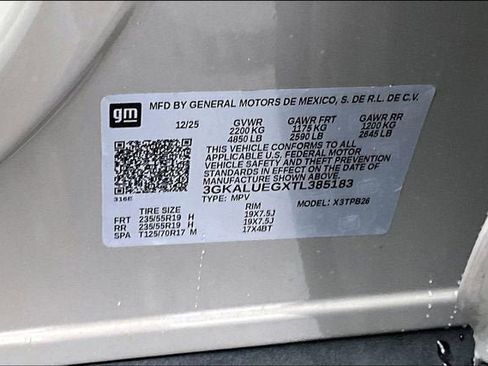 gm
MFD BY GENERAL MOTORS DE MEXICO, S. DE R.L. DE C.V.
12/25 GVWR GAWR FRT GAWR RR
2200 KG 1175 KG 1200 KG
4850 LB 2590 LB 2645 LB
THIS VEHICLE CONFORMS TO ALL
APPLICABLE U.S. FEDERAL MOTOR
VEHICLE SAFETY AND THEFT
PREVENTION STANDARDS IN EFFECT
ON THE DATE OF
MANUFACTURE SHOWN ABOVE.
3GKALUEGXTL385183
316E TYPE: MPV MODEL: X3TPB26
TIRE SIZE RIM
FRT 235/55R19 H 19X7.5J
RR 235/55R19 H 19X7.5J
SPA T125/70R17 M 17X4BT